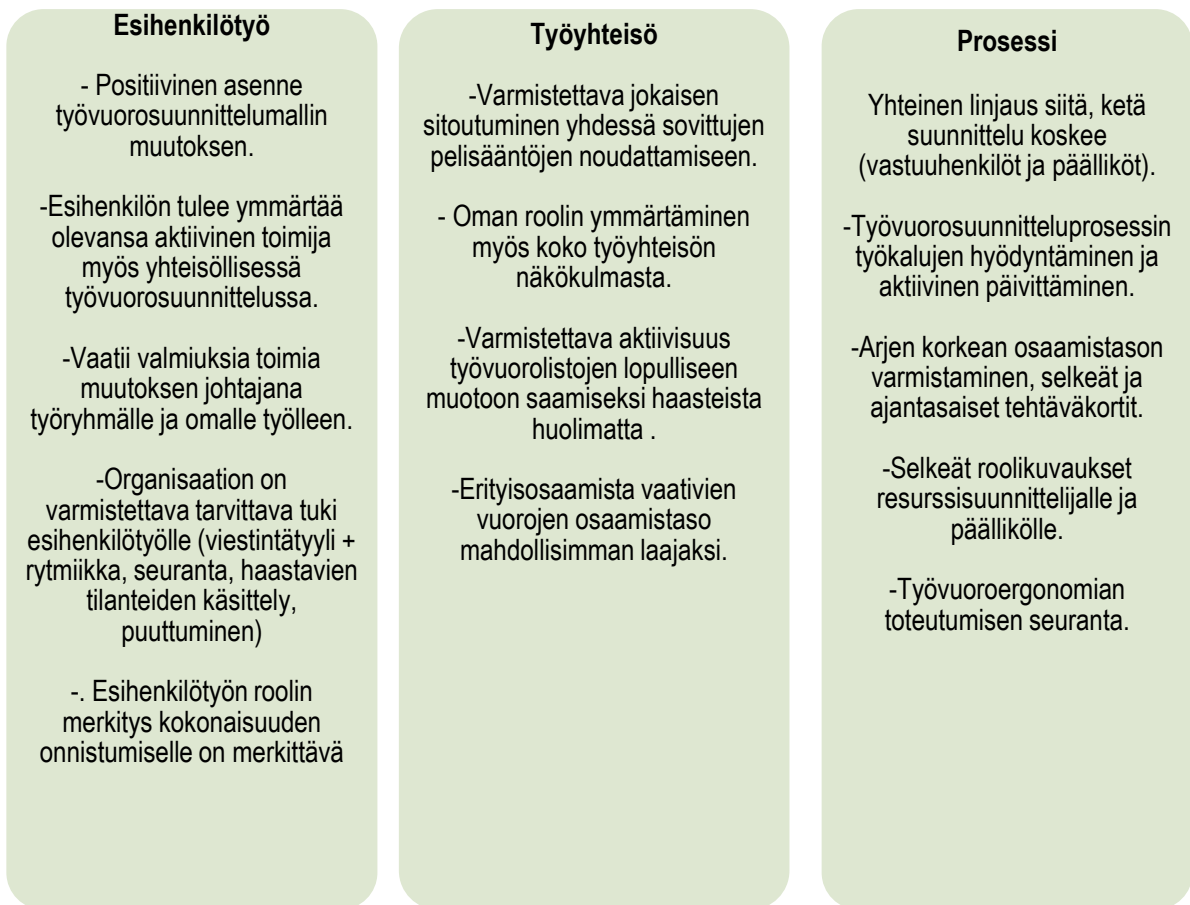 Esihenkilötyö
- Positiivinen asenne
työvuorosuunnittelumallin
muutoksen.
-Esihenkilön tulee ymmärtää
olevansa aktiivinen toimija
myös yhteisöllisessä
työvuorosuunnittelussa.
-Vaatii valmiuksia toimia
muutoksen johtajana
työryhmälle ja omalle työlleen.
-Organisaation on
varmistettava tarvittava tuki
esihenkilötyölle (viestintätyyli +
rytmiikka, seuranta, haastavien
tilanteiden käsittely,
puuttuminen)
-. Esihenkilötyön roolin
merkitys kokonaisuuden
onnistumiselle on merkittävä
Työyhteisö
-Varmistettava jokaisen
sitoutuminen yhdessä sovittujen
pelisääntöjen noudattamiseen.
- Oman roolin ymmärtäminen
myös koko työyhteisön
näkökulmasta.
-Varmistettava aktiivisuus
työvuorolistojen lopulliseen
muotoon saamiseksi haasteista
huolimatta .
-Erityisosaamista vaativien
vuorojen osaamistaso
mahdollisimman laajaksi.
Prosessi
Yhteinen linjaus siitä, ketä
suunnittelu koskee
(vastuuhenkilöt ja päälliköt).
-Työvuorosuunnitteluprosessin
työkalujen hyödyntäminen ja
aktiivinen päivittäminen.
-Arjen korkean osaamistason
varmistaminen, selkeät ja
ajantasaiset tehtäväkortit.
-Selkeät roolikuvaukset
resurssisuunnittelijalle ja
päällikölle.
-Työvuoroergonomian
toteutumisen seuranta.